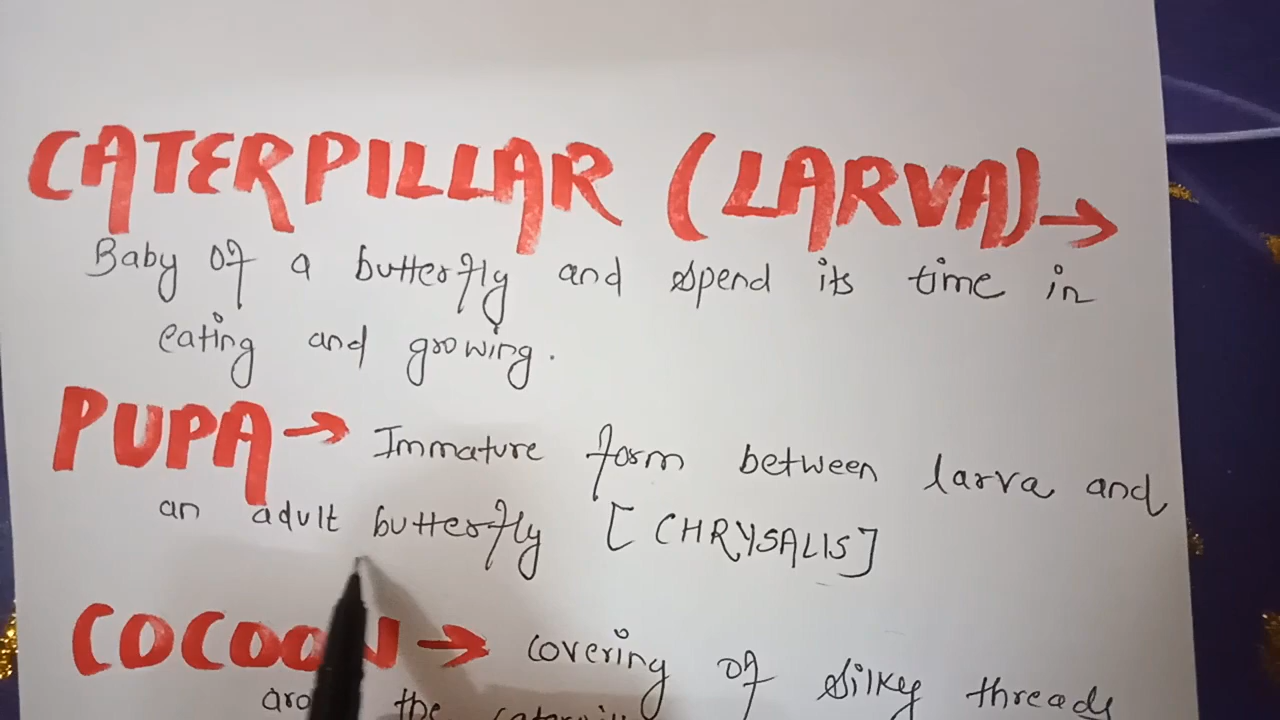 CATERPILLAR (LARVA)→
Baby of a butterfly and spend its time in
eating and growing.
PUPA → Immature form between larva and
an adult butterfly [CHRYSALIS]
COCOON → covering of silky threads
the